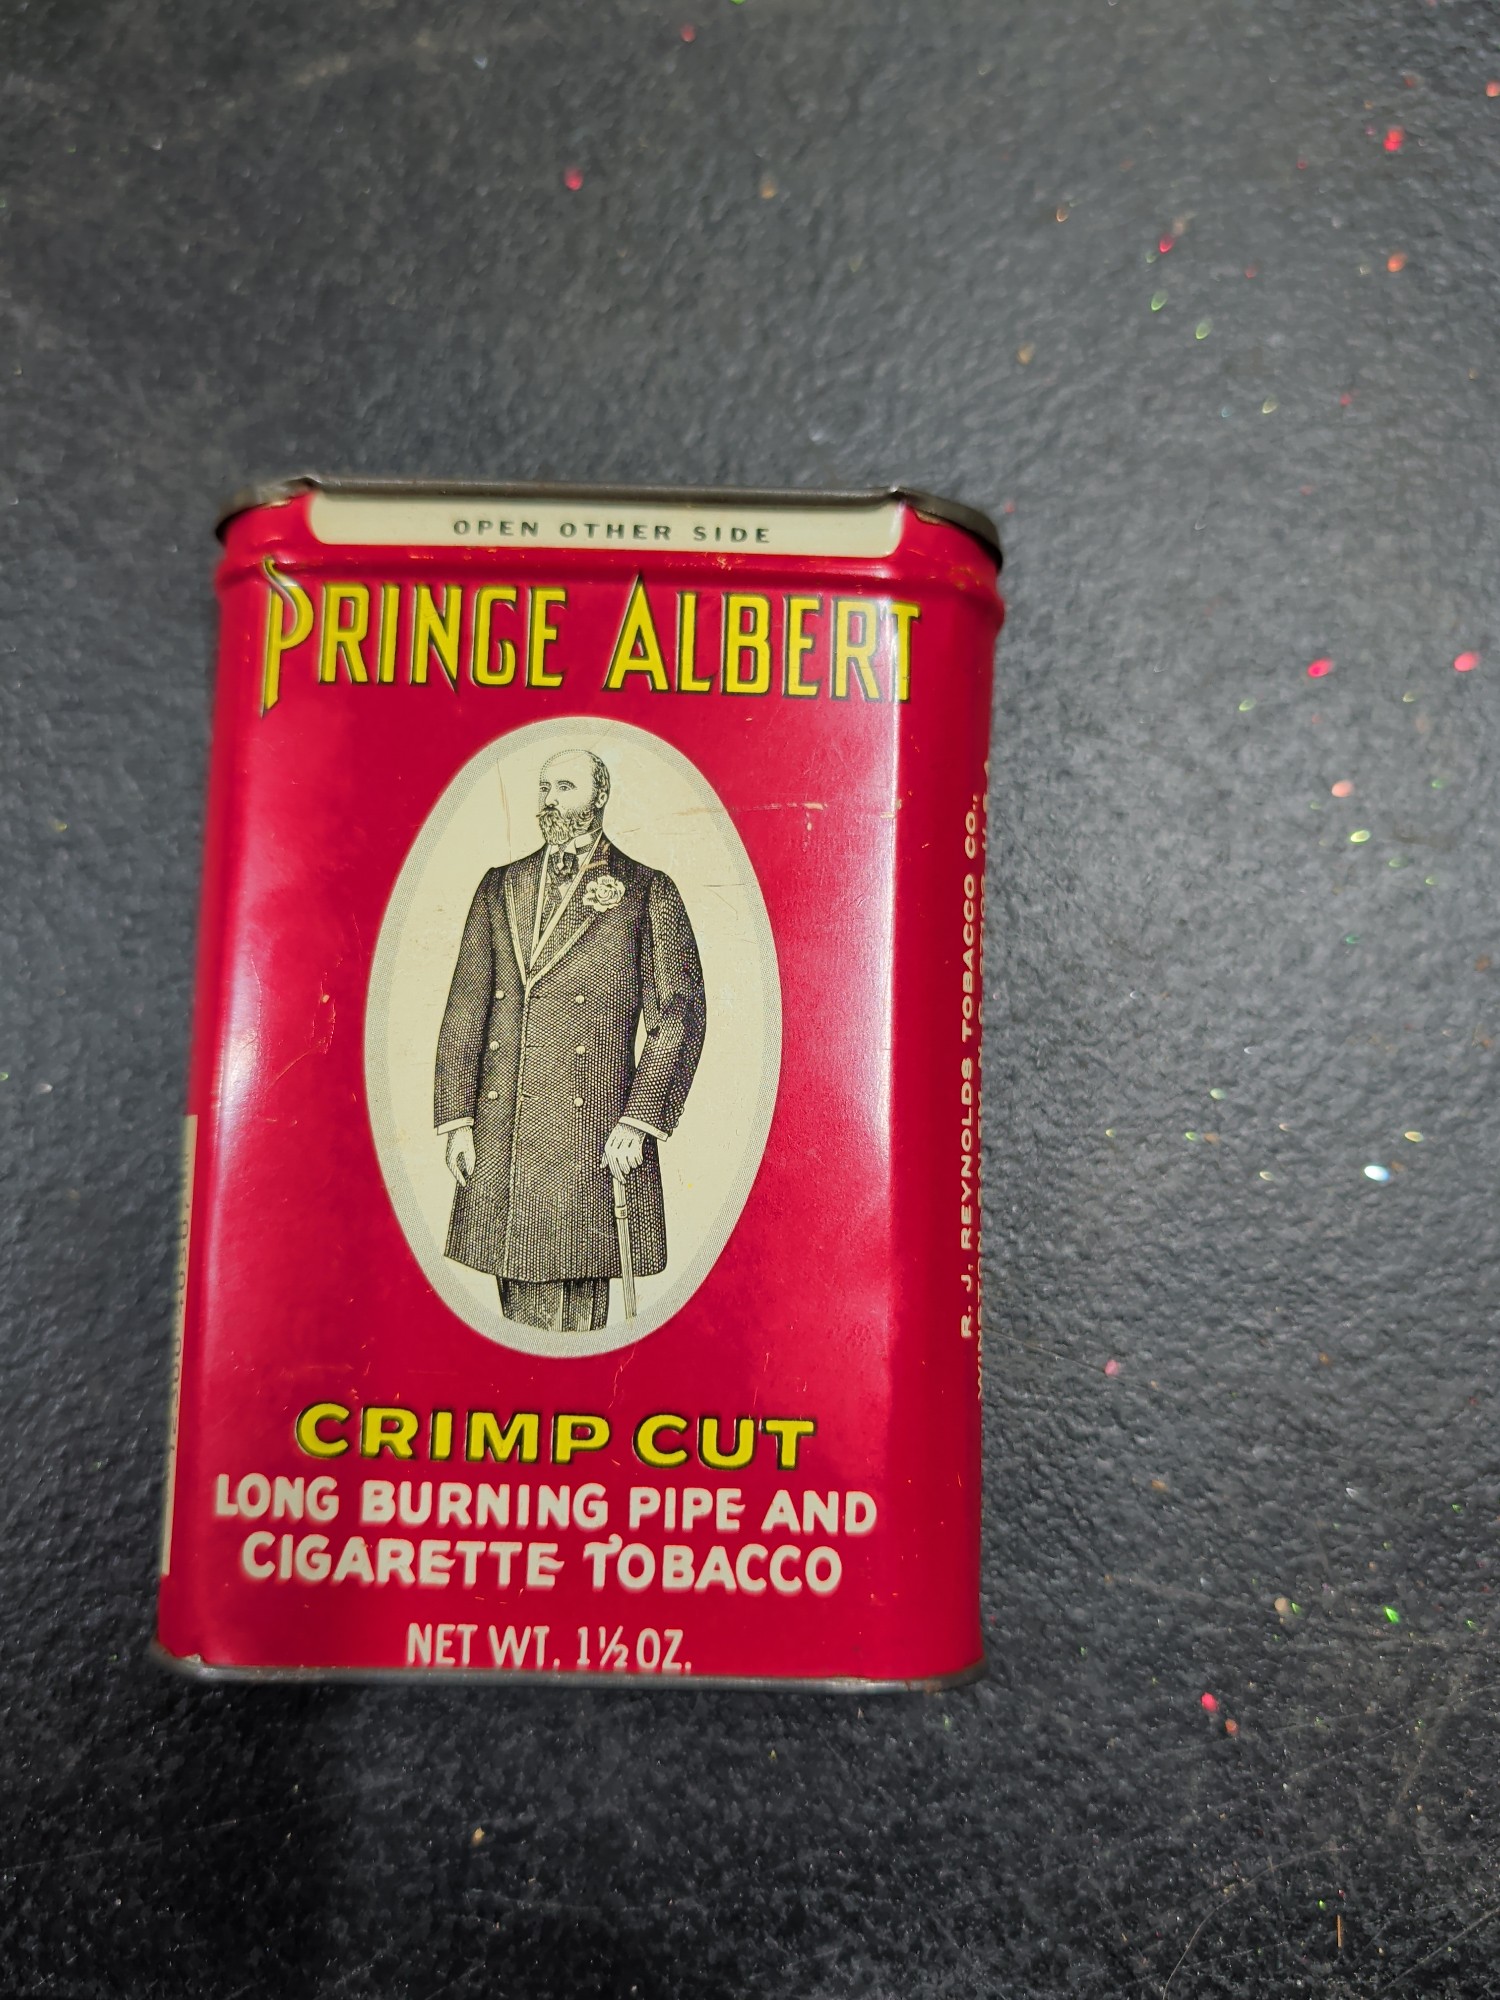 OPEN OTHER SIDE
PRINCE ALBERT
CRIMP CUT
LONG BURNING PIPE AND
CIGARETTE TOBACCO
NET WT. 1½ OZ.
R. J. REYNOLDS TOBACCO CO.,